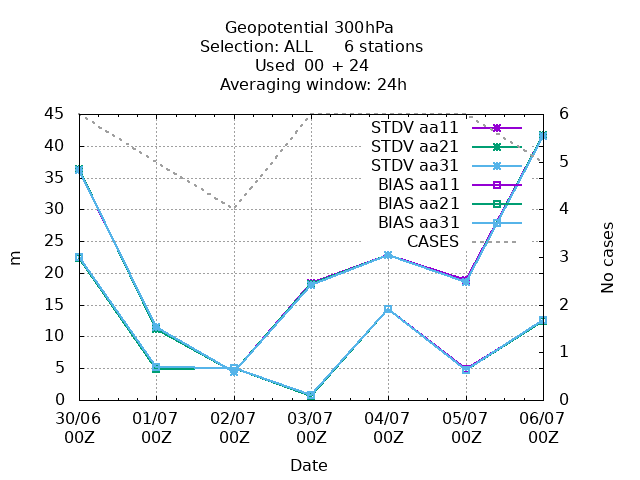 Geopotential 300hPa
Selection: ALL 6 stations
Used 00 + 24
Averaging window: 24h
45
40
35
30
25
20
15
10
5
0
m
6
5
4
3
2
1
0
No cases
STDV aa11
STDV aa21
STDV aa31
BIAS aa11
BIAS aa21
BIAS aa31
CASES
30/06 01/07 02/07 03/07 04/07 05/07 06/07
00Z 00Z 00Z 00Z 00Z 00Z 00Z
Date